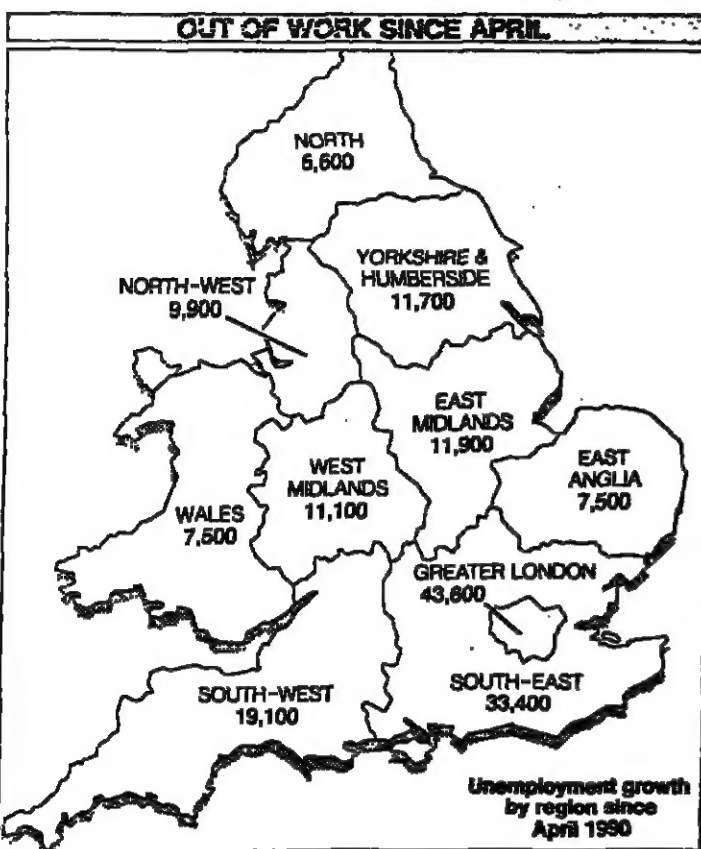 OUT OF WORK SINCE APRIL
NORTH
6,600
YORKSHIRE &
HUMBERSIDE
11,700
NORTH-WEST
9,900
EAST
MIDLANDS
11,900
WEST
MIDLANDS
11,100
EAST
ANGLIA
7,500
WALES
7,500
GREATER LONDON
43,600
SOUTH-EAST
33,400
SOUTH-WEST
19,100
Unemployment growth
by region since
April 1990